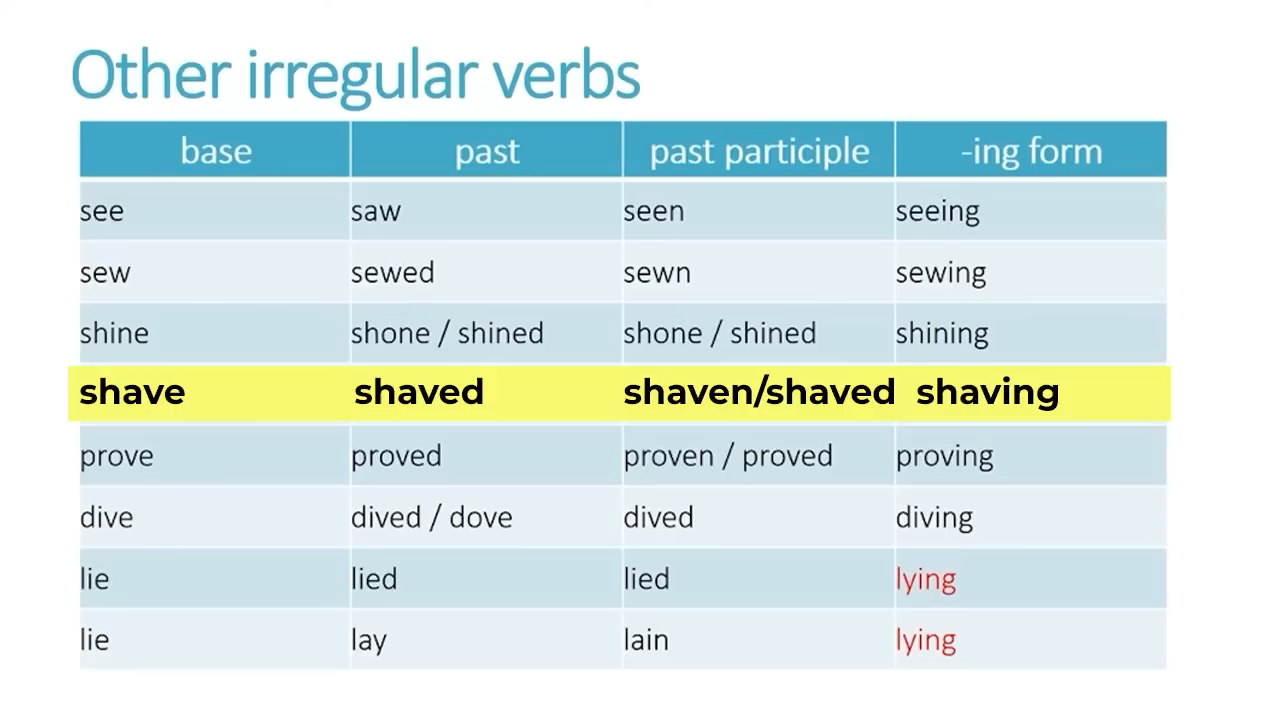 Other irregular verbs
base past past participle -ing form
see saw seen seeing
sew sewed sewn sewing
shine shone / shined shone / shined shining
shave shaved shaven/shaved shaving
prove proved proven / proved proving
dive dived / dove dived diving
lie lied lied lying
lie lay lain lying